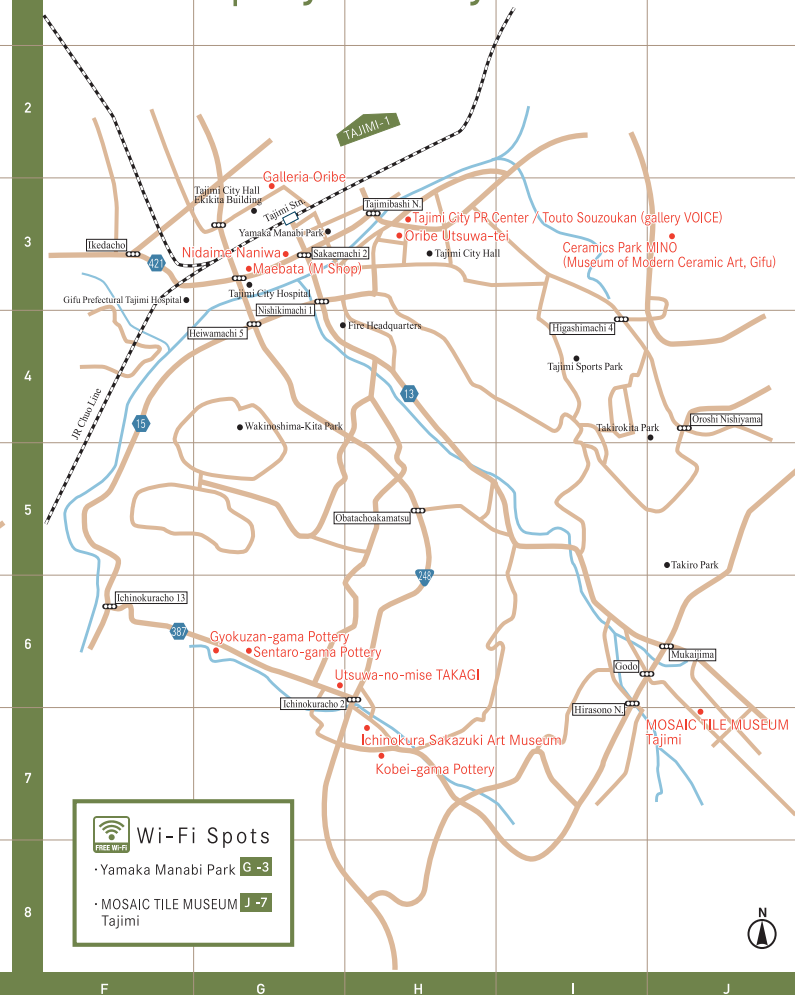 2
TAJIMI-1
Galleria Oribe
Tajimi City Hall
Ekikita Building
Tajimi Stn.
Tajimibashi N.
Tajimi City PR Center / Touto Souzoukan (gallery VOICE)
Yamaka Manabi Park
Oribe Utsuwa-tei
3
Ikedacho
421
Nidaime Naniwa
Sakaemachi 2
Tajimi City Hall
Ceramics Park MINO
(Museum of Modern Ceramic Art, Gifu)
Maebata (M Shop)
Tajimi City Hospital
Gifu Prefectural Tajimi Hospital
Nishikimachi 1
Heiwamachi 5
Fire Headquarters
Higashimachi 4
Tajimi Sports Park
4
JR Chuo Line
13
15
Wakinoshima-Kita Park
Takirokita Park
Oroshi Nishiyama
5
Obatachoakamatsu
Takiro Park
248
Ichinokuracho 13
387
6
Gyokuzan-gama Pottery
Sentaro-gama Pottery
Mukaijima
Godo
Utsuwa-no-mise TAKAGI
Ichinokuracho 2
Hirasono N.
MOSAIC TILE MUSEUM
Tajimi
Ichinokura Sakazuki Art Museum
Kobei-gama Pottery
7
FREE Wi-Fi
Wi-Fi Spots
・Yamaka Manabi Park G-3
・MOSAIC TILE MUSEUM J-7
Tajimi
8
N
F G H I J